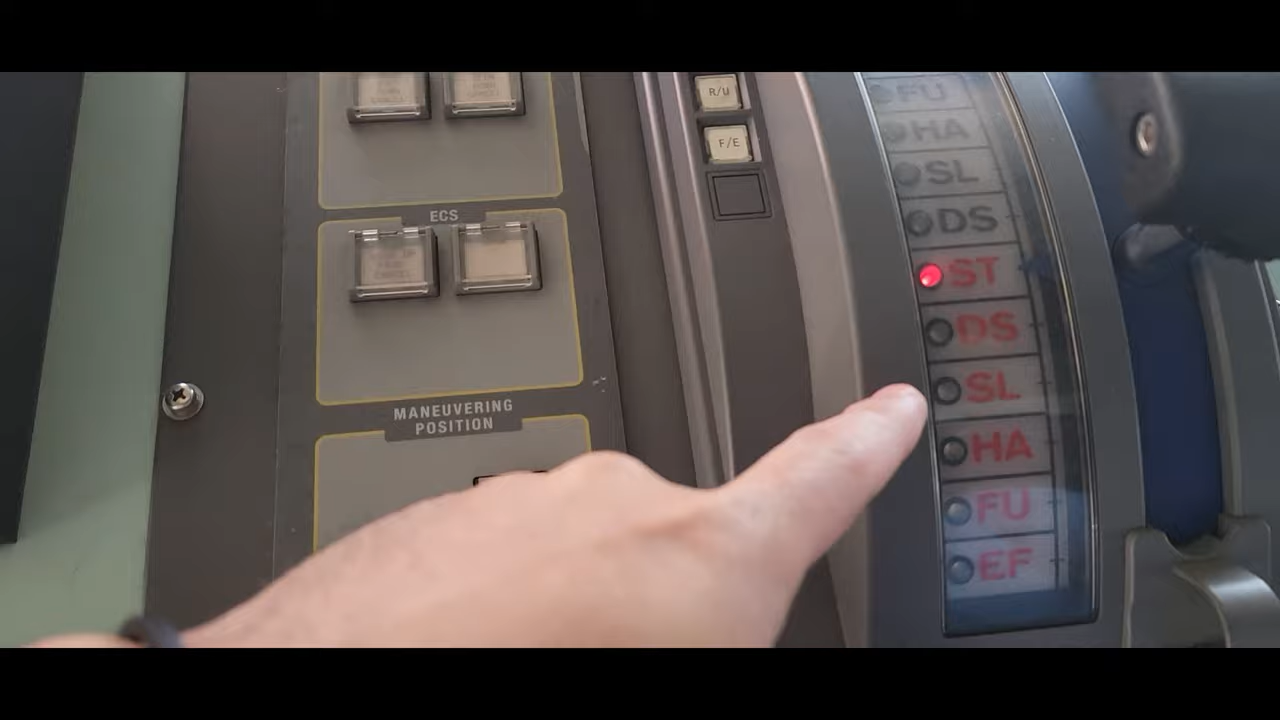 R/U
F/E
ECS
MANEUVERING
POSITION
FU
HA
SL
DS
ST
DS
SL
HA
FU
EF